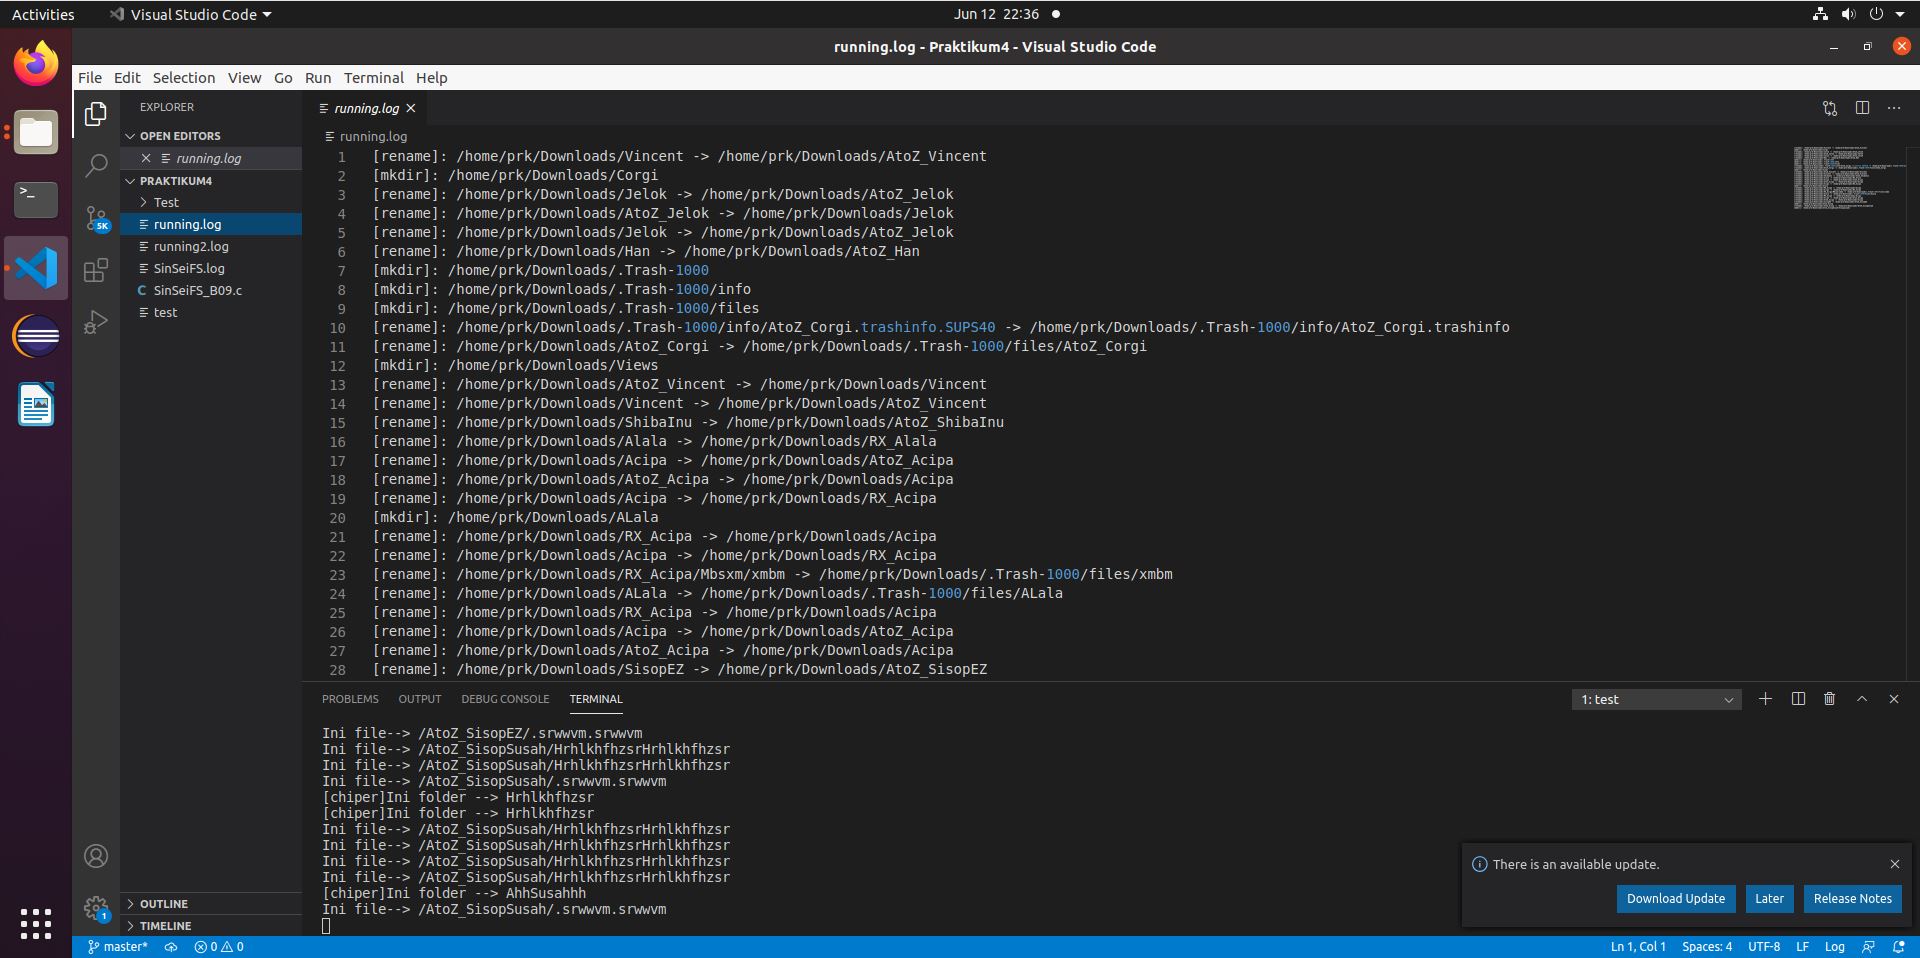 Activities
Visual Studio Code
Jun 12 22:36
running.log - Praktikum4 - Visual Studio Code
File Edit Selection View Go Run Terminal Help
EXPLORER
OPEN EDITORS
running.log
PRAKTIKUM4
Test
running.log
running2.log
SinSeiFS.log
C SinSeiFS_B09.c
test
OUTLINE
TIMELINE
5K
1
>_
running.log
running.log
1 [rename]: /home/prk/Downloads/Vincent -> /home/prk/Downloads/AtoZ_Vincent
2 [mkdir]: /home/prk/Downloads/Corgi
3 [rename]: /home/prk/Downloads/Jelok -> /home/prk/Downloads/AtoZ_Jelok
4 [rename]: /home/prk/Downloads/AtoZ_Jelok -> /home/prk/Downloads/Jelok
5 [rename]: /home/prk/Downloads/Jelok -> /home/prk/Downloads/AtoZ_Jelok
6 [rename]: /home/prk/Downloads/Han -> /home/prk/Downloads/AtoZ_Han
7 [mkdir]: /home/prk/Downloads/.Trash-1000
8 [mkdir]: /home/prk/Downloads/.Trash-1000/info
9 [mkdir]: /home/prk/Downloads/.Trash-1000/files
10 [rename]: /home/prk/Downloads/.Trash-1000/info/AtoZ_Corgi.trashinfo.SUPS40 -> /home/prk/Downloads/.Trash-1000/info/AtoZ_Corgi.trashinfo
11 [rename]: /home/prk/Downloads/AtoZ_Corgi -> /home/prk/Downloads/.Trash-1000/files/AtoZ_Corgi
12 [mkdir]: /home/prk/Downloads/Views
13 [rename]: /home/prk/Downloads/AtoZ_Vincent -> /home/prk/Downloads/Vincent
14 [rename]: /home/prk/Downloads/Vincent -> /home/prk/Downloads/AtoZ_Vincent
15 [rename]: /home/prk/Downloads/ShibaInu -> /home/prk/Downloads/AtoZ_ShibaInu
16 [rename]: /home/prk/Downloads/Alala -> /home/prk/Downloads/RX_Alala
17 [rename]: /home/prk/Downloads/Acipa -> /home/prk/Downloads/AtoZ_Acipa
18 [rename]: /home/prk/Downloads/AtoZ_Acipa -> /home/prk/Downloads/Acipa
19 [rename]: /home/prk/Downloads/Acipa -> /home/prk/Downloads/RX_Acipa
20 [mkdir]: /home/prk/Downloads/ALala
21 [rename]: /home/prk/Downloads/RX_Acipa -> /home/prk/Downloads/Acipa
22 [rename]: /home/prk/Downloads/Acipa -> /home/prk/Downloads/RX_Acipa
23 [rename]: /home/prk/Downloads/RX_Acipa/Mbsxm/xmbm -> /home/prk/Downloads/.Trash-1000/files/xmbm
24 [rename]: /home/prk/Downloads/ALala -> /home/prk/Downloads/.Trash-1000/files/ALala
25 [rename]: /home/prk/Downloads/RX_Acipa -> /home/prk/Downloads/Acipa
26 [rename]: /home/prk/Downloads/Acipa -> /home/prk/Downloads/AtoZ_Acipa
27 [rename]: /home/prk/Downloads/AtoZ_Acipa -> /home/prk/Downloads/Acipa
28 [rename]: /home/prk/Downloads/SisopEZ -> /home/prk/Downloads/AtoZ_SisopEZ
PROBLEMS OUTPUT DEBUG CONSOLE TERMINAL
1: test
Ini file--> /AtoZ_SisopEZ/.srwwvm.srwwvm
Ini file--> /AtoZ_SisopSusah/HrhlkhfhzsrHrhlkhfhzsr
Ini file--> /AtoZ_SisopSusah/HrhlkhfhzsrHrhlkhfhzsr
Ini file--> /AtoZ_SisopSusah/.srwwvm.srwwvm
[chiper]Ini folder --> Hrhlkhfhzsr
[chiper]Ini folder --> Hrhlkhfhzsr
Ini file--> /AtoZ_SisopSusah/HrhlkhfhzsrHrhlkhfhzsr
Ini file--> /AtoZ_SisopSusah/HrhlkhfhzsrHrhlkhfhzsr
Ini file--> /AtoZ_SisopSusah/HrhlkhfhzsrHrhlkhfhzsr
Ini file--> /AtoZ_SisopSusah/HrhlkhfhzsrHrhlkhfhzsr
[chiper]Ini folder --> AhhSusahhh
Ini file--> /AtoZ_SisopSusah/.srwwvm.srwwvm
There is an available update.
Download Update
Later
Release Notes
master*
0
0
Ln 1, Col 1
Spaces: 4
UTF-8
LF
Log